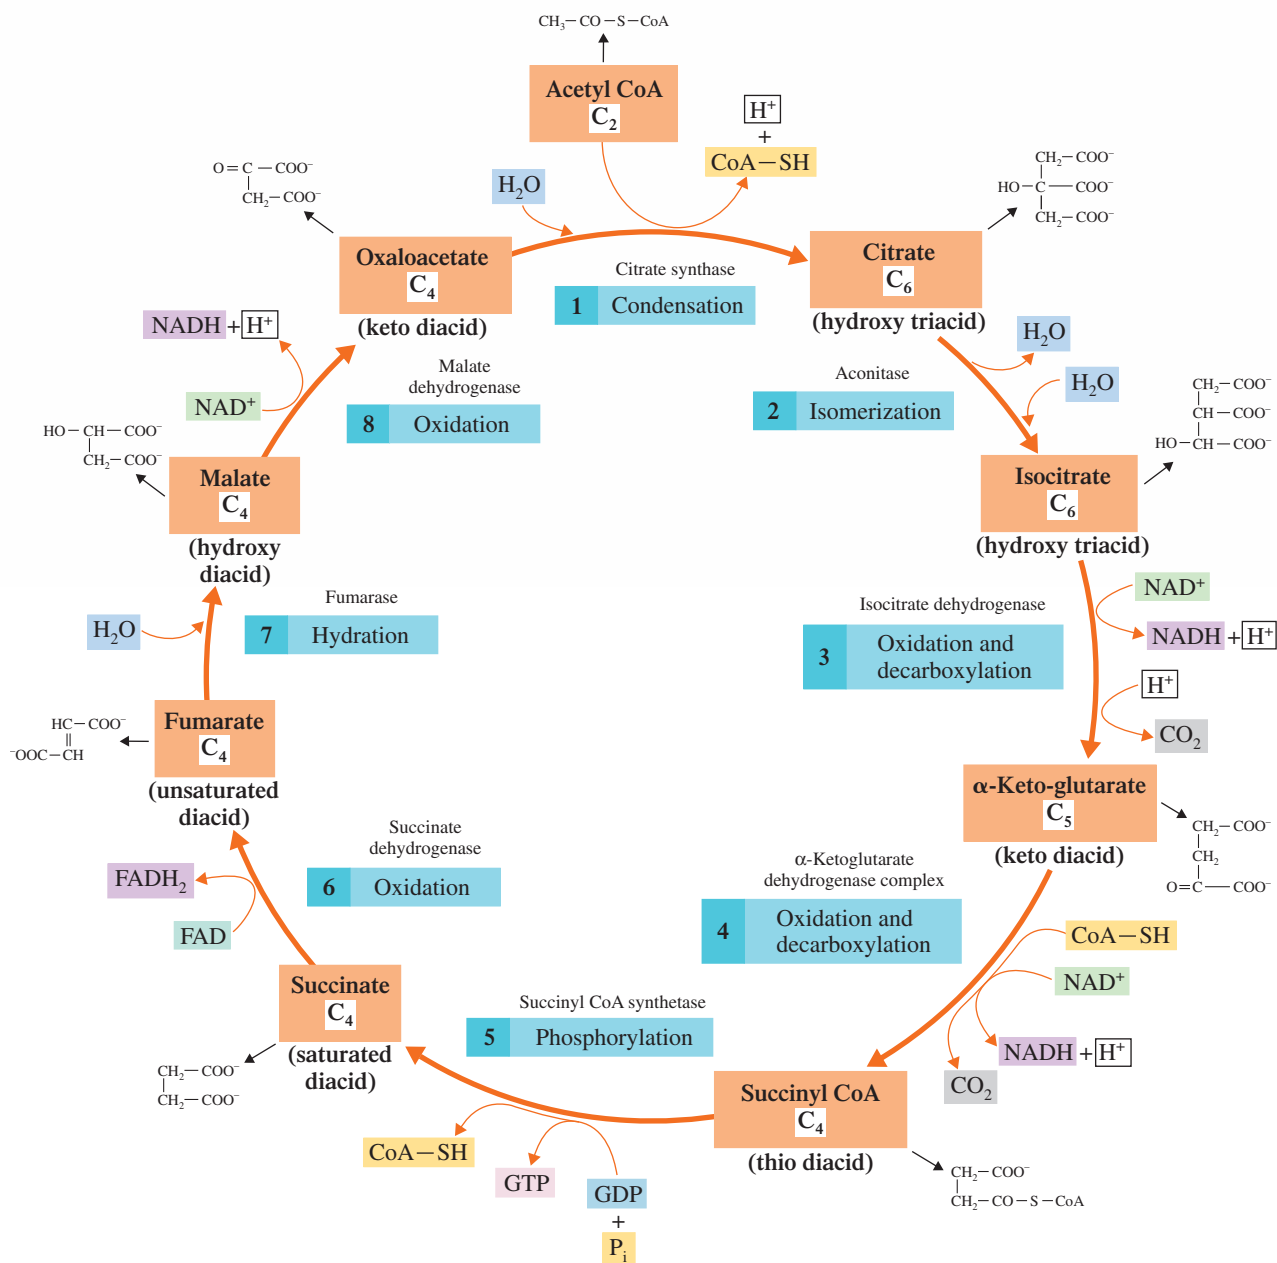 CH₃—CO—S—CoA
Acetyl CoA
C₂
H⁺
+
CoA—SH
H₂O
O=C—COO⁻
CH₂—COO⁻
CH₂—COO⁻
HO—C—COO⁻
CH₂—COO⁻
Oxaloacetate
C₄
(keto diacid)
Citrate synthase
1 Condensation
Citrate
C₆
(hydroxy triacid)
H₂O
H₂O
Aconitase
2 Isomerization
CH₂—COO⁻
CH—COO⁻
HO—CH—COO⁻
Isocitrate
C₆
(hydroxy triacid)
NAD⁺
NADH + H⁺
Isocitrate dehydrogenase
3 Oxidation and
decarboxylation
H⁺
CO₂
α-Keto-glutarate
C₅
(keto diacid)
CH₂—COO⁻
CH₂
O=C—COO⁻
α-Ketoglutarate
dehydrogenase complex
4 Oxidation and
decarboxylation
CoA—SH
NAD⁺
NADH + H⁺
CO₂
Succinyl CoA
C₄
(thio diacid)
CH₂—COO⁻
CH₂—CO—S—CoA
Succinyl CoA synthetase
5 Phosphorylation
CoA—SH
GTP
GDP
+
Pᵢ
Succinate
C₄
(saturated
diacid)
CH₂—COO⁻
CH₂—COO⁻
Succinate
dehydrogenase
6 Oxidation
FADH₂
FAD
Fumarate
C₄
(unsaturated
diacid)
HC—COO⁻
⁻OOC—CH
Fumarase
7 Hydration
H₂O
Malate
C₄
(hydroxy
diacid)
HO—CH—COO⁻
CH₂—COO⁻
Malate
dehydrogenase
8 Oxidation
NADH + H⁺
NAD⁺